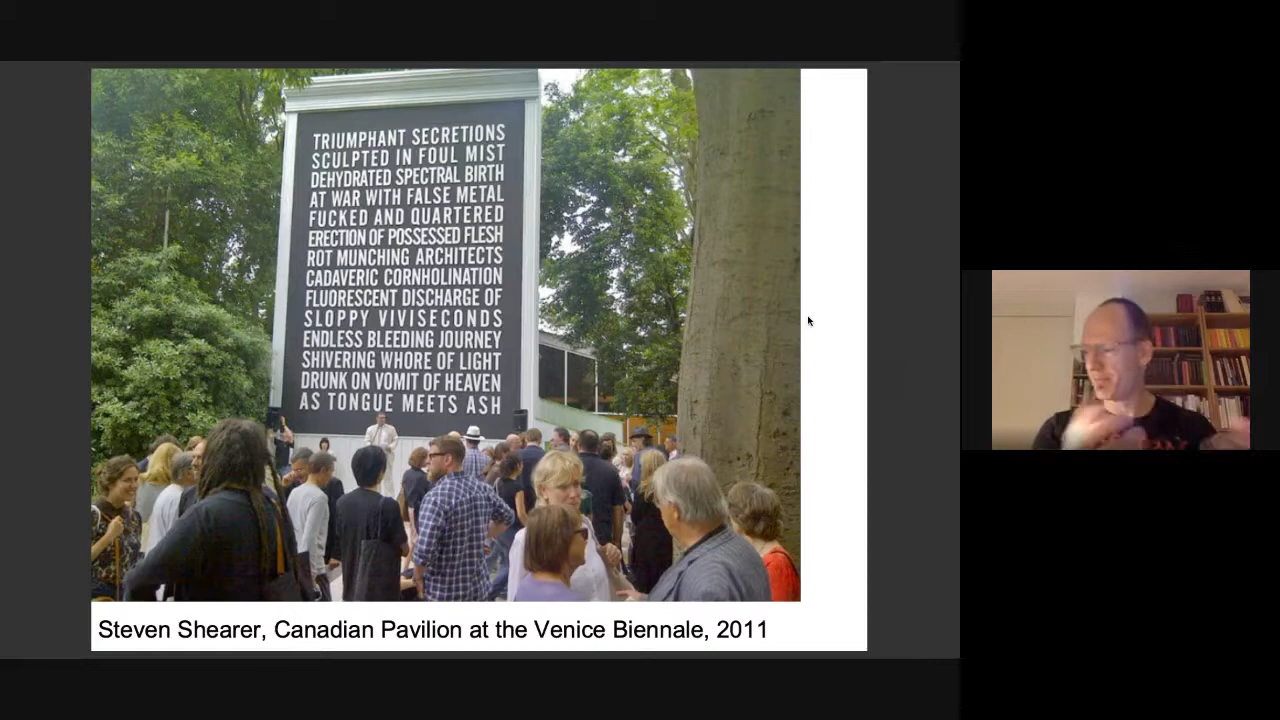 TRIUMPHANT SECRETIONS
SCULPTED IN FOUL MIST
DEHYDRATED SPECTRAL BIRTH
AT WAR WITH FALSE METAL
FUCKED AND QUARTERED
ERECTION OF POSSESSED FLESH
ROT MUNCHING ARCHITECTS
CADAVERIC CORNHOLINATION
FLUORESCENT DISCHARGE OF
SLOPPY VIVISECONDS
ENDLESS BLEEDING JOURNEY
SHIVERING WHORE OF LIGHT
DRUNK ON VOMIT OF HEAVEN
AS TONGUE MEETS ASH
Steven Shearer, Canadian Pavilion at the Venice Biennale, 2011